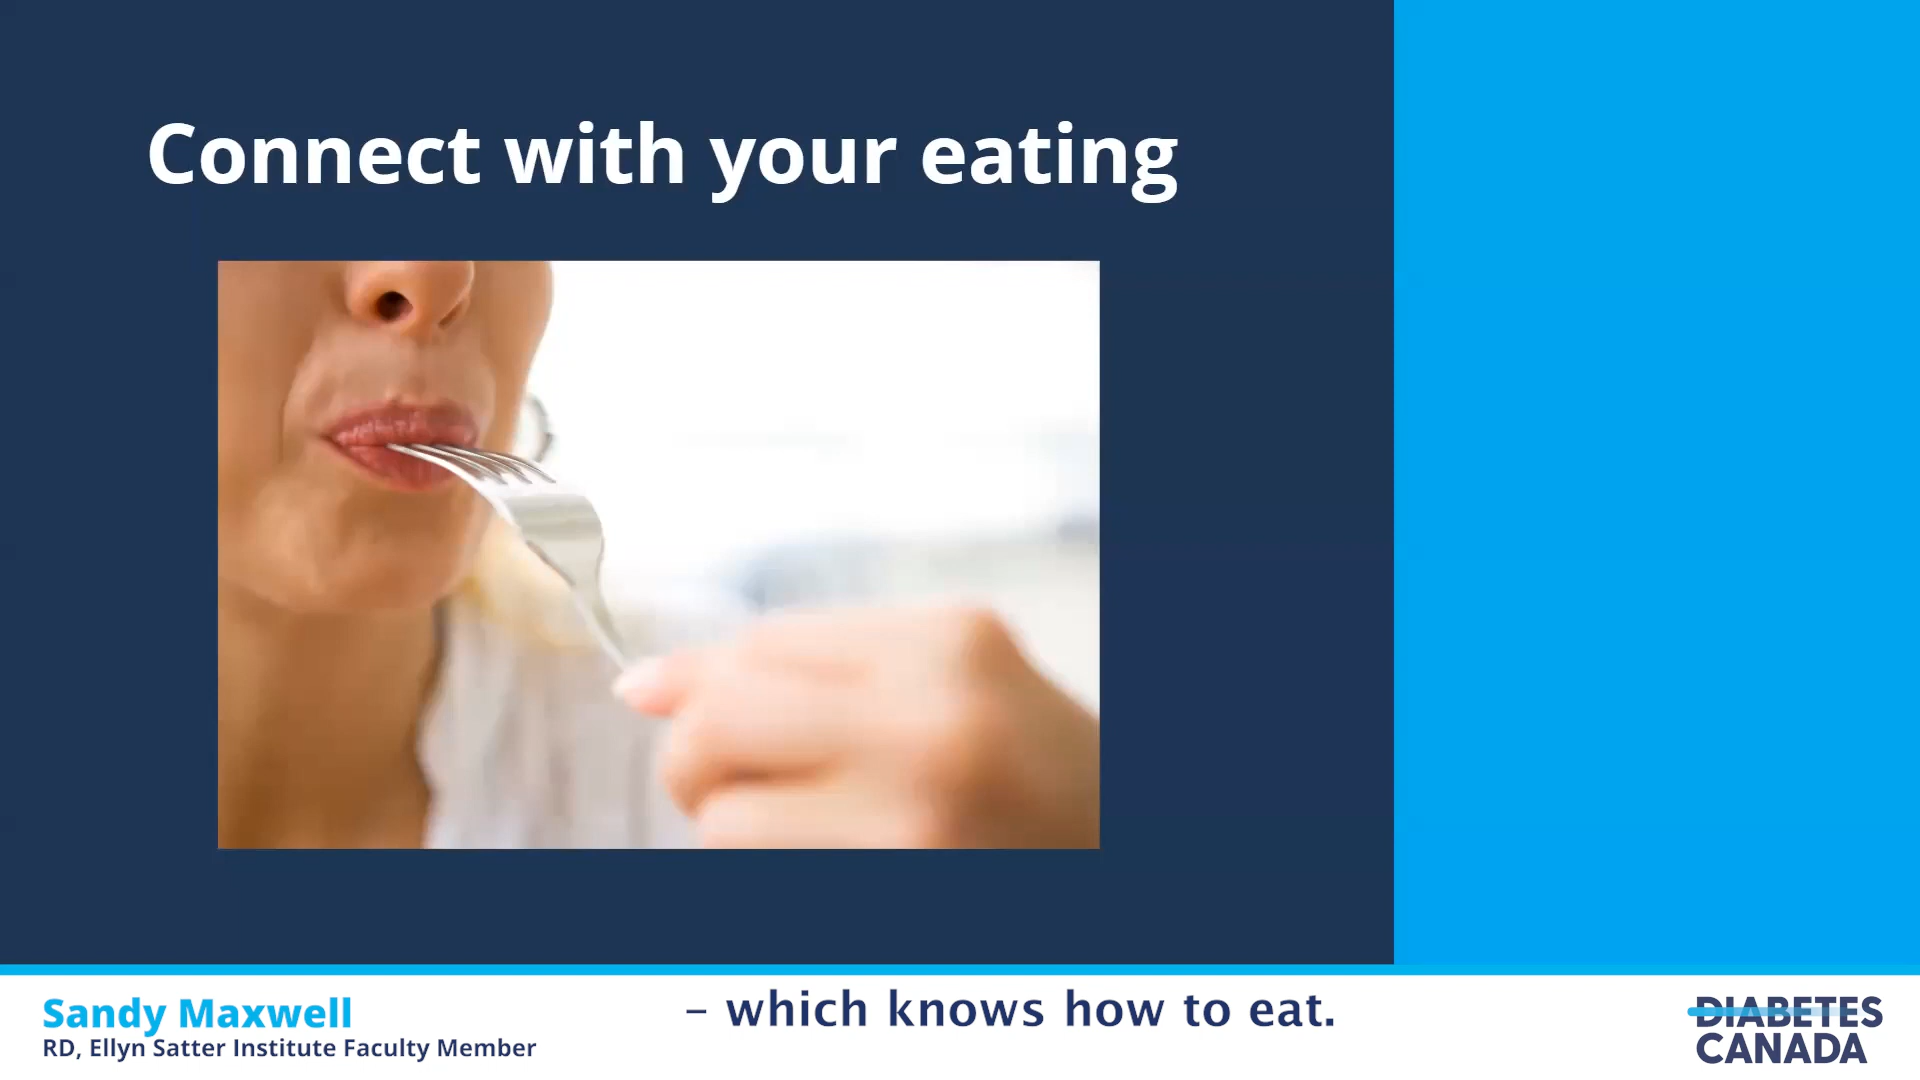 Connect with your eating
Sandy Maxwell
RD, Ellyn Satter Institute Faculty Member
– which knows how to eat.
DIABETES
CANADA